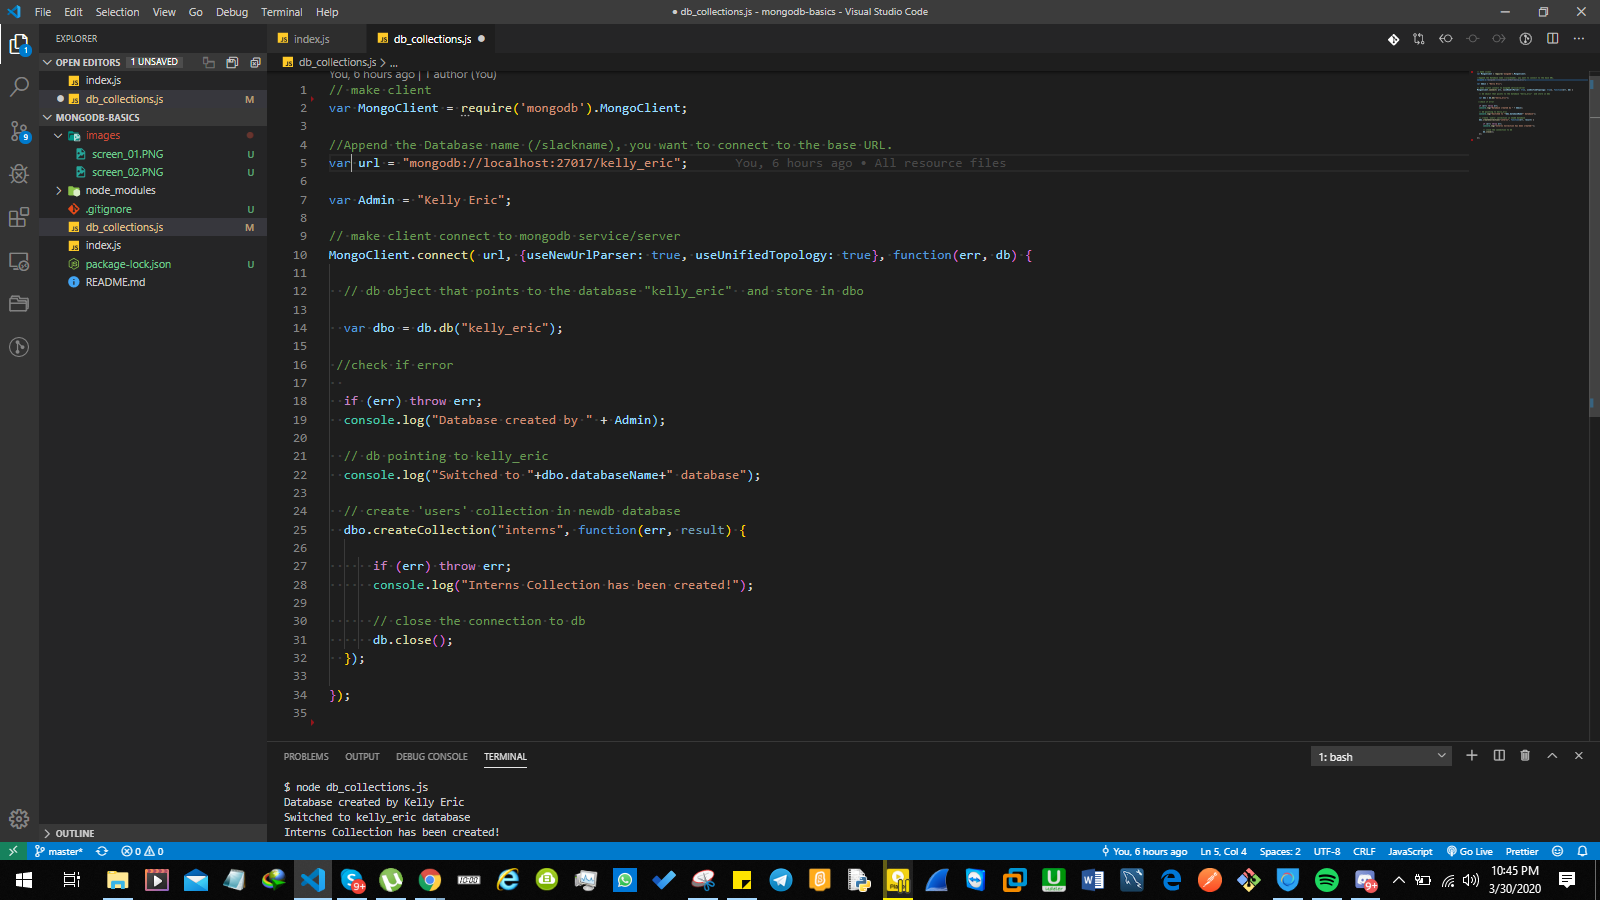 File Edit Selection View Go Debug Terminal Help
● db_collections.js - mongodb-basics - Visual Studio Code
EXPLORER
OPEN EDITORS 1 UNSAVED
index.js
db_collections.js M
MONGODB-BASICS
images
screen_01.PNG U
screen_02.PNG U
node_modules
.gitignore U
db_collections.js M
index.js
package-lock.json U
README.md
OUTLINE
index.js
db_collections.js
db_collections.js > ...
You, 6 hours ago | 1 author (You)
1 // make client
2 var MongoClient = require('mongodb').MongoClient;
3
4 //Append the Database name (/slackname), you want to connect to the base URL.
5 var url = "mongodb://localhost:27017/kelly_eric"; You, 6 hours ago • All resource files
6
7 var Admin = "Kelly Eric";
8
9 // make client connect to mongodb service/server
10 MongoClient.connect( url, {useNewUrlParser: true, useUnifiedTopology: true}, function(err, db) {
11
12 // db object that points to the database "kelly_eric"  and store in dbo
13
14 var dbo = db.db("kelly_eric");
15
16 //check if error
17
18 if (err) throw err;
19 console.log("Database created by " + Admin);
20
21 // db pointing to kelly_eric
22 console.log("Switched to "+dbo.databaseName+" database");
23
24 // create 'users' collection in newdb database
25 dbo.createCollection("interns", function(err, result) {
26
27 if (err) throw err;
28 console.log("Interns Collection has been created!");
29
30 // close the connection to db
31 db.close();
32 });
33
34 });
35
PROBLEMS OUTPUT DEBUG CONSOLE TERMINAL
1: bash
$ node db_collections.js
Database created by Kelly Eric
Switched to kelly_eric database
Interns Collection has been created!
master* 0 0
You, 6 hours ago Ln 5, Col 4 Spaces: 2 UTF-8 CRLF JavaScript Go Live Prettier
10:45 PM
3/30/2020